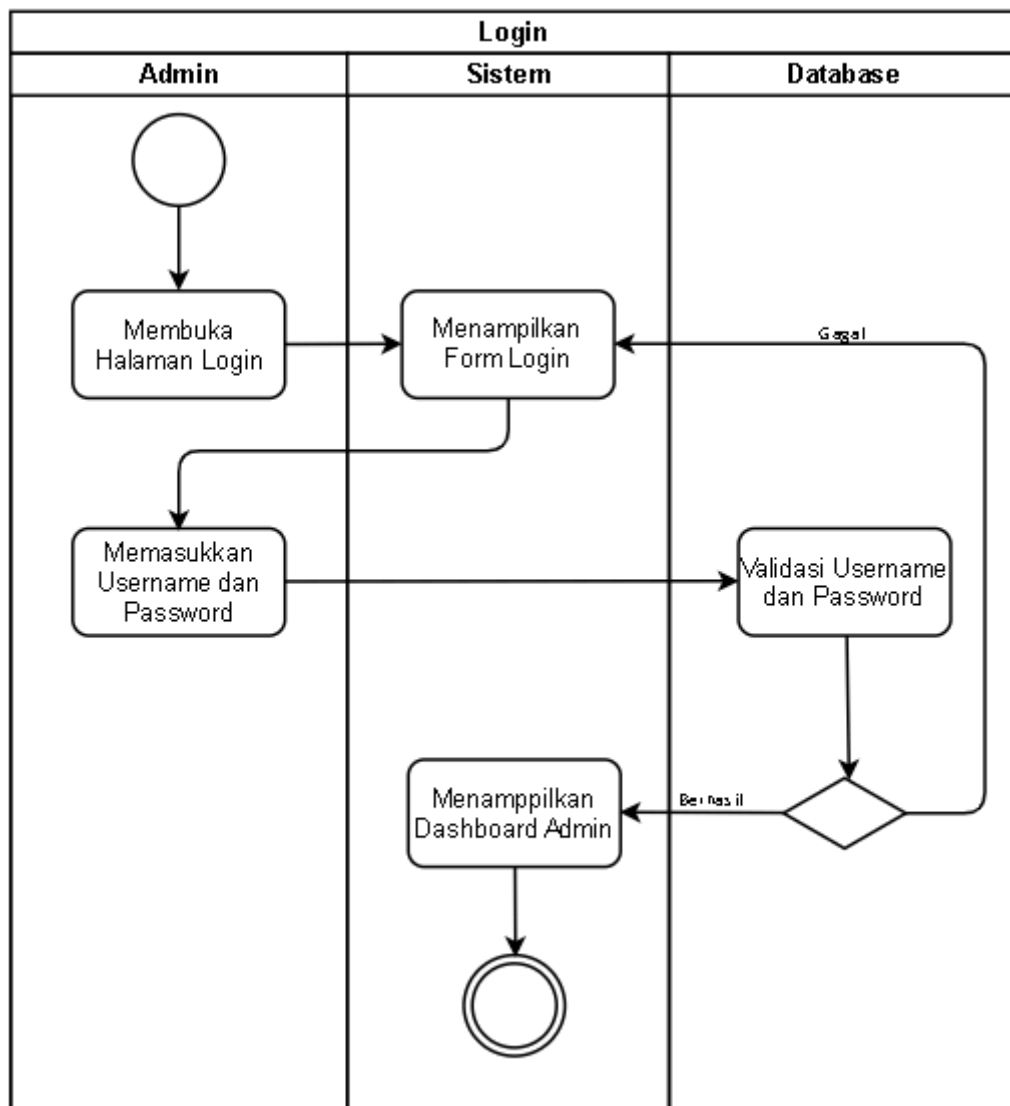 Login
Admin
Sistem
Database
Membuka
Halaman Login
Menampilkan
Form Login
Gagal
Memasukkan
Username dan
Password
Validasi Username
dan Password
Menamppilkan
Dashboard Admin
Berhasil